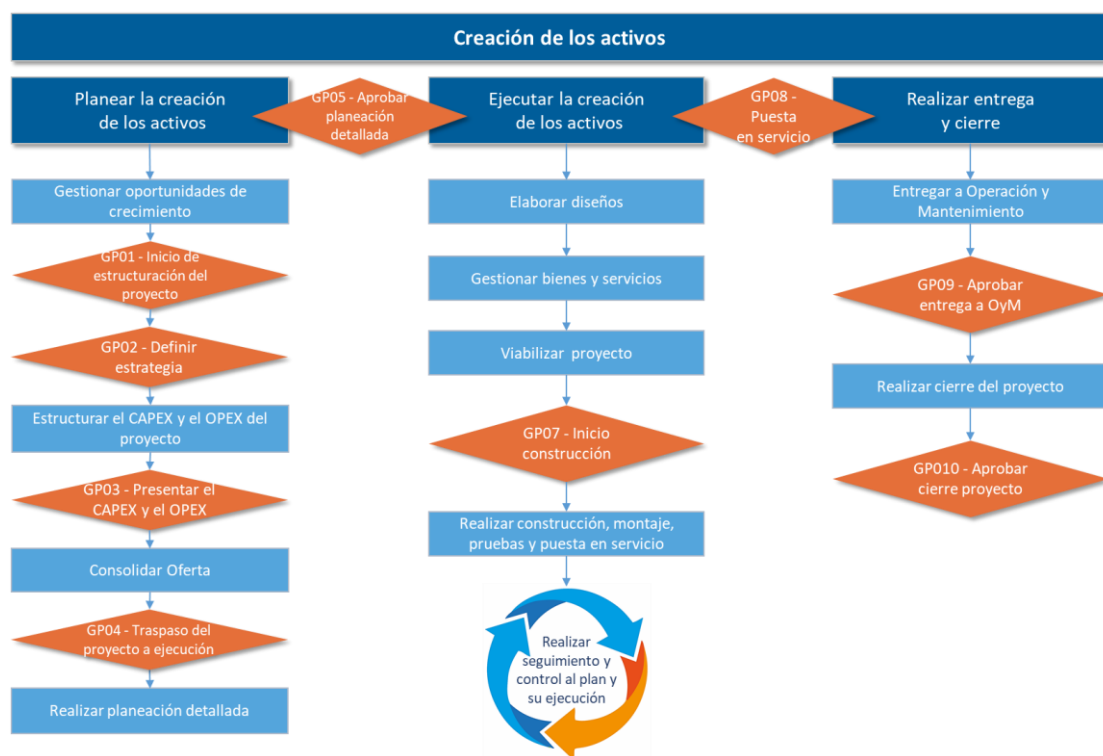 Creación de los activos
Planear la creación
de los activos
GP05 - Aprobar
planeación
detallada
Ejecutar la creación
de los activos
GP08 -
Puesta
en servicio
Realizar entrega
y cierre
Gestionar oportunidades de
crecimiento
GP01 - Inicio de
estructuración del
proyecto
GP02 - Definir
estrategia
Estructurar el CAPEX y el OPEX del
proyecto
GP03 - Presentar el
CAPEX y el OPEX
Consolidar Oferta
GP04 - Traspaso del
proyecto a ejecución
Realizar planeación detallada
Elaborar diseños
Gestionar bienes y servicios
Viabilizar proyecto
GP07 - Inicio
construcción
Realizar construcción, montaje,
pruebas y puesta en servicio
Realizar
seguimiento y
control al plan y
su ejecución
Entregar a Operación y
Mantenimiento
GP09 - Aprobar
entrega a OyM
Realizar cierre del proyecto
GP010 - Aprobar
cierre proyecto